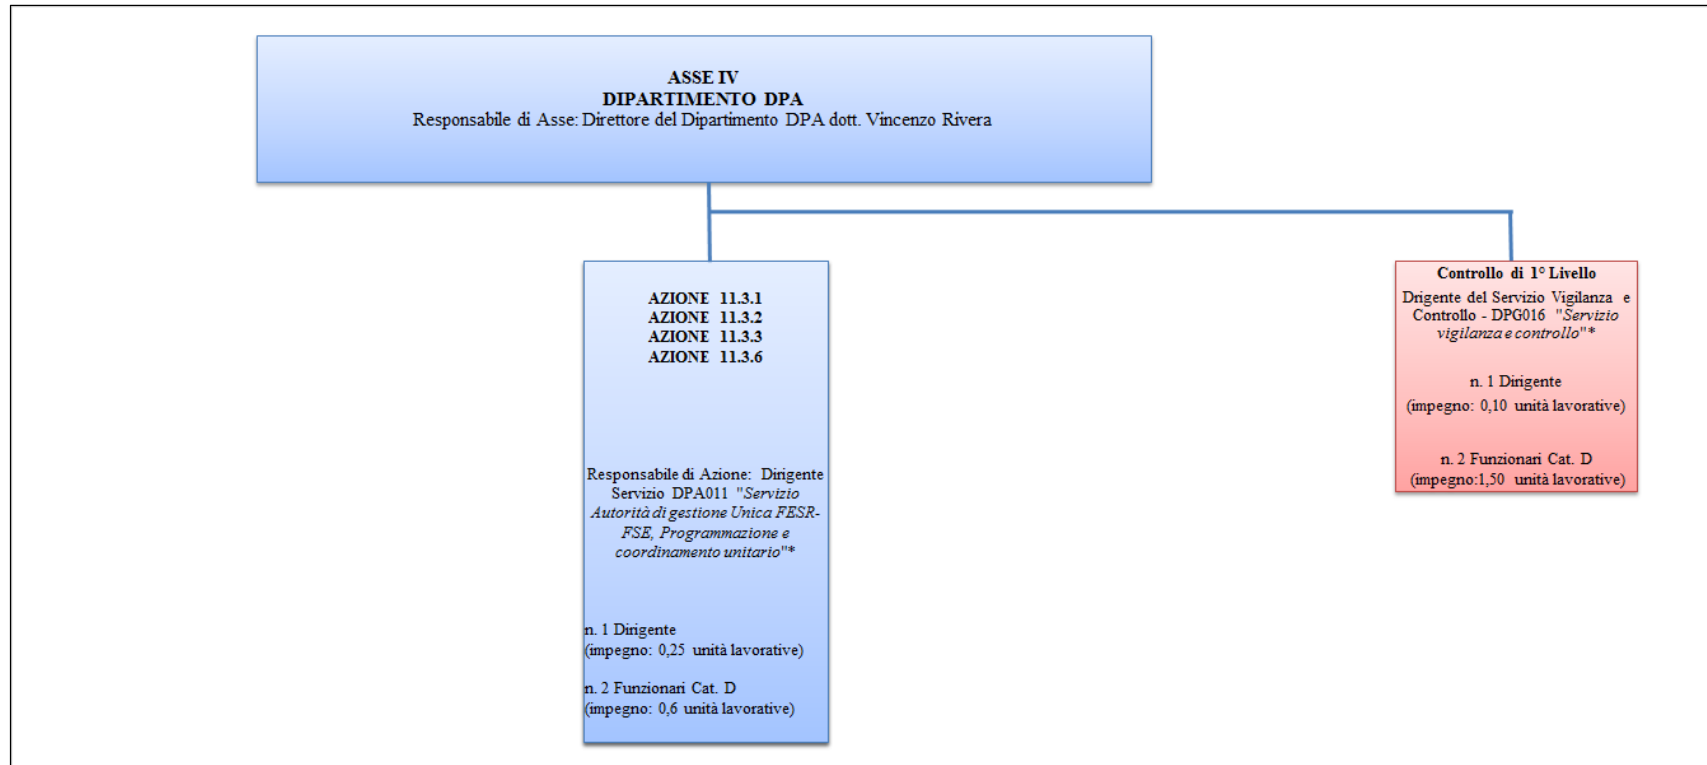 ASSE IV
DIPARTIMENTO DPA
Responsabile di Asse: Direttore del Dipartimento DPA dott. Vincenzo Rivera
AZIONE 11.3.1
AZIONE 11.3.2
AZIONE 11.3.3
AZIONE 11.3.6
Responsabile di Azione: Dirigente
Servizio DPA011 "Servizio
Autorità di gestione Unica FESR-
FSE, Programmazione e
coordinamento unitario"*
n. 1 Dirigente
(impegno: 0,25 unità lavorative)
n. 2 Funzionari Cat. D
(impegno: 0,6 unità lavorative)
Controllo di 1° Livello
Drigente del Servizio Vigilanza e
Controllo - DPG016 "Servizio
vigilanza e controllo"*
n. 1 Dirigente
(impegno: 0,10 unità lavorative)
n. 2 Funzionari Cat. D
(impegno:1,50 unità lavorative)